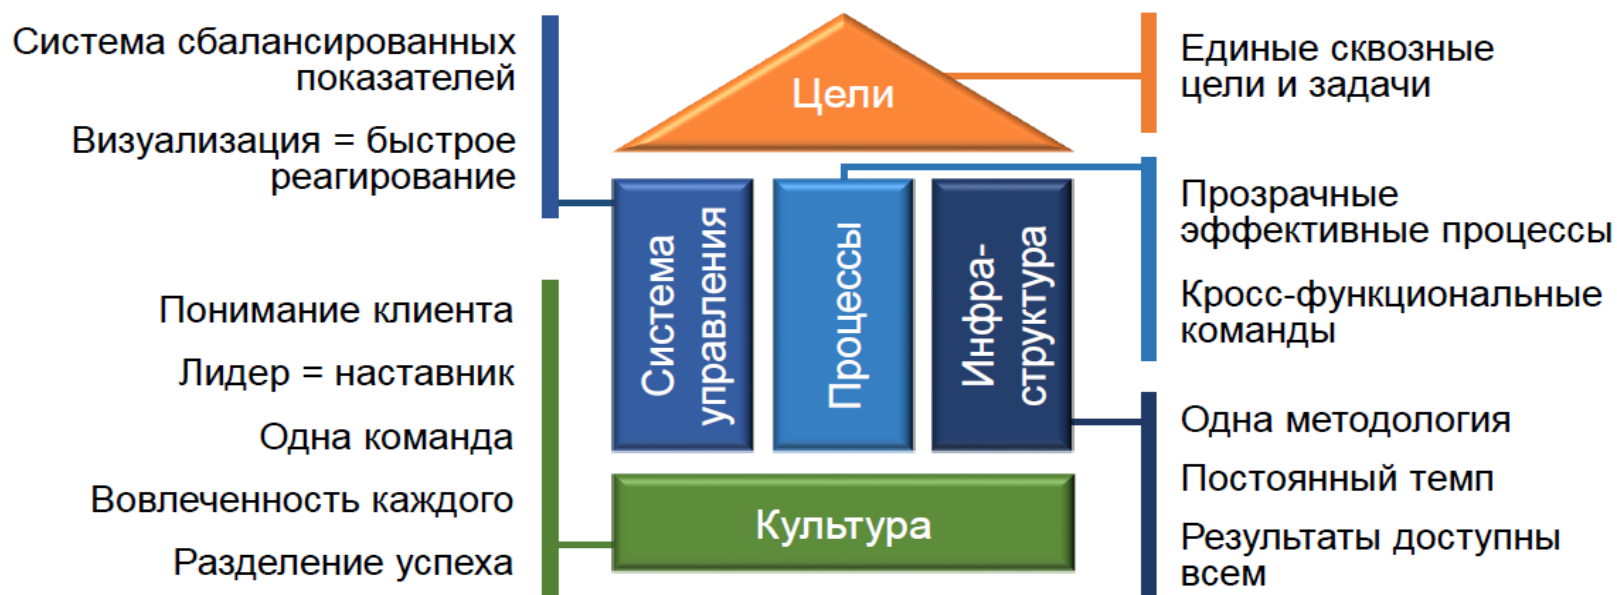 Система сбалансированных
показателей
Визуализация = быстрое
реагирование
Понимание клиента
Лидер = наставник
Одна команда
Вовлеченность каждого
Разделение успеха
Цели
Система
управления
Процессы
Инфра-
структура
Культура
Единые сквозные
цели и задачи
Прозрачные
эффективные процессы
Кросс-функциональные
команды
Одна методология
Постоянный темп
Результаты доступны
всем